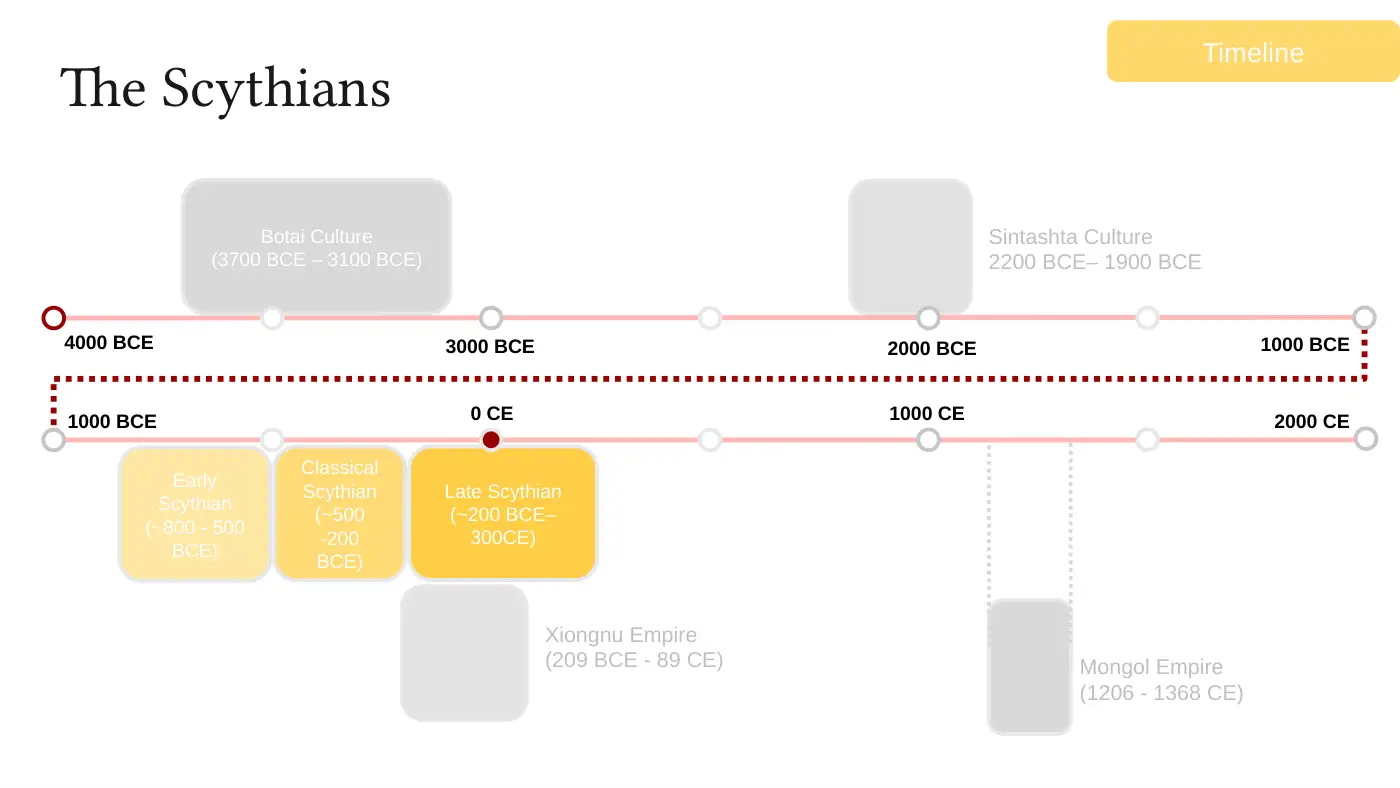 Timeline
The Scythians
Botai Culture
(3700 BCE – 3100 BCE)
Sintashta Culture
2200 BCE– 1900 BCE
4000 BCE
3000 BCE
2000 BCE
1000 BCE
1000 BCE
0 CE
1000 CE
2000 CE
Early
Scythian
(~800 - 500
BCE)
Classical
Scythian
(~500
-200
BCE)
Late Scythian
(~200 BCE–
300CE)
Xiongnu Empire
(209 BCE - 89 CE)
Mongol Empire
(1206 - 1368 CE)